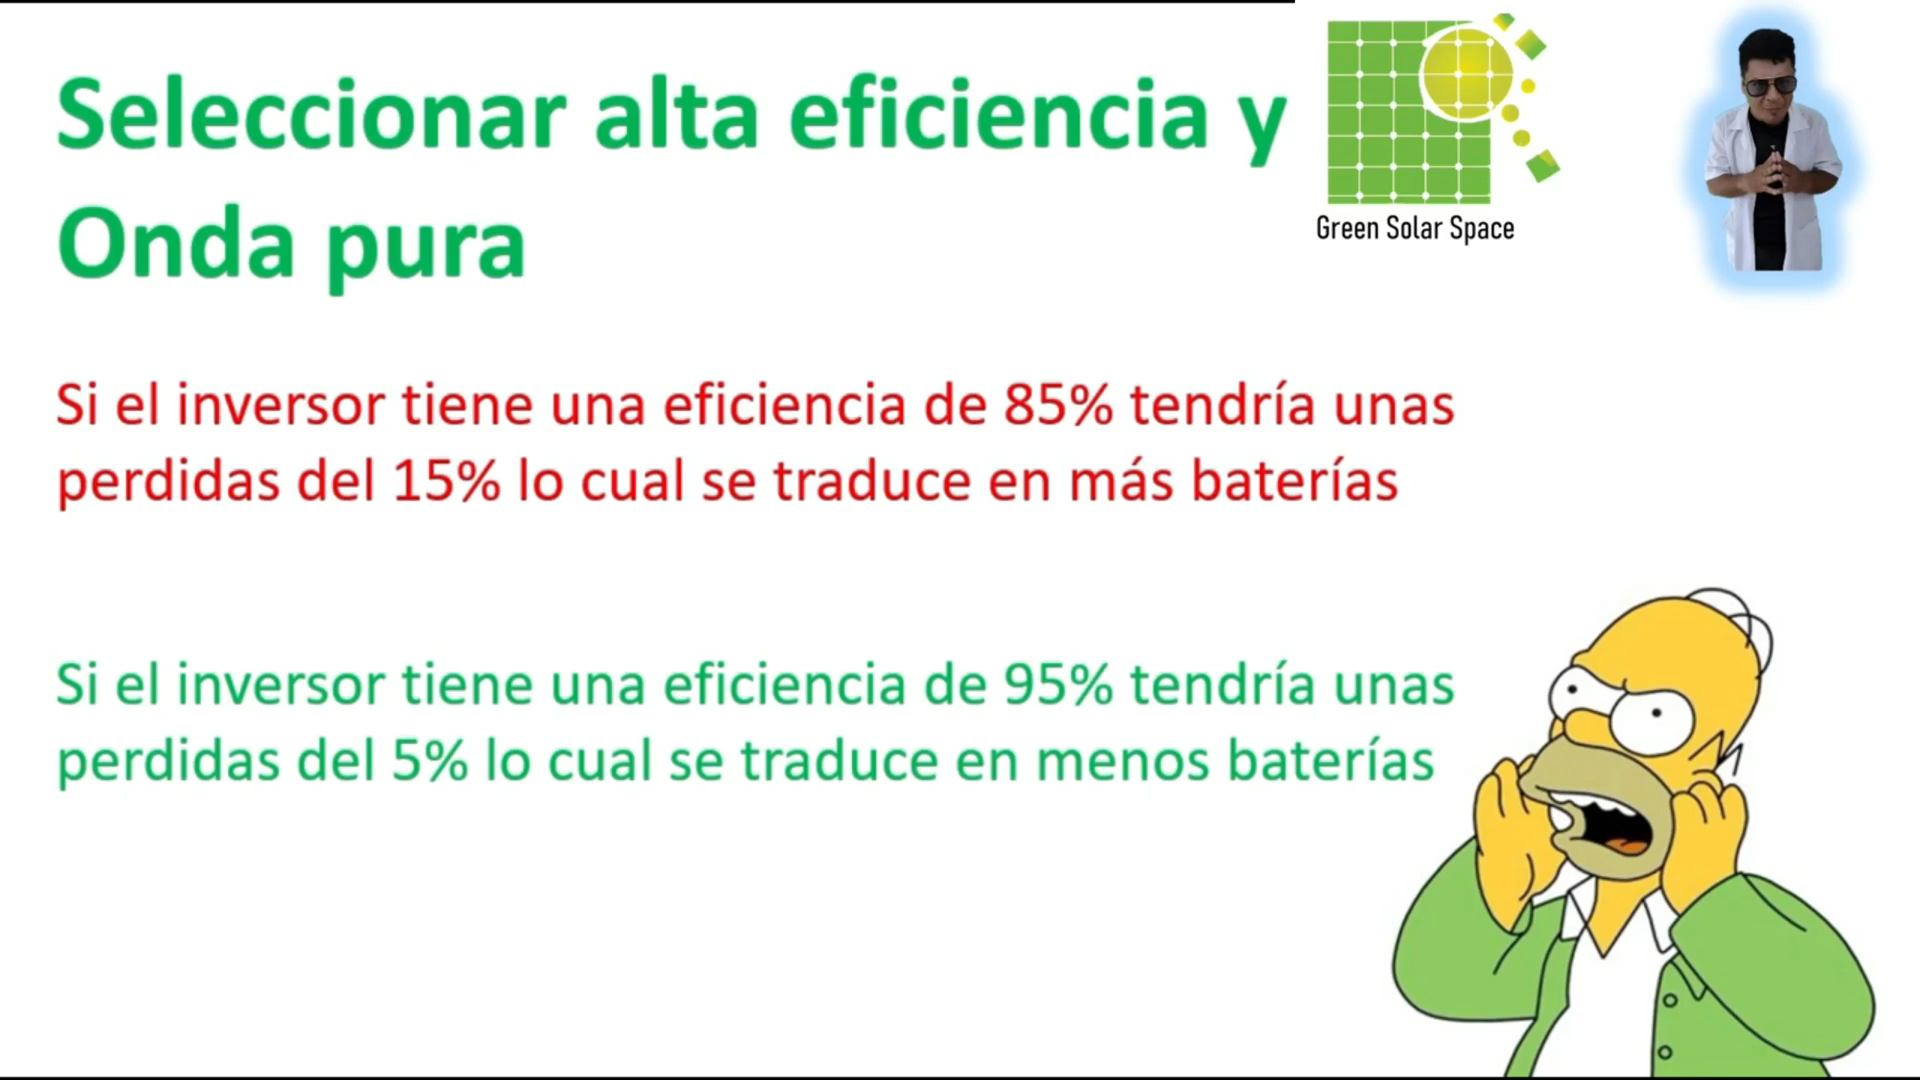 Seleccionar alta eficiencia y
Onda pura
Green Solar Space
Si el inversor tiene una eficiencia de 85% tendría unas
perdidas del 15% lo cual se traduce en más baterías
Si el inversor tiene una eficiencia de 95% tendría unas
perdidas del 5% lo cual se traduce en menos baterías